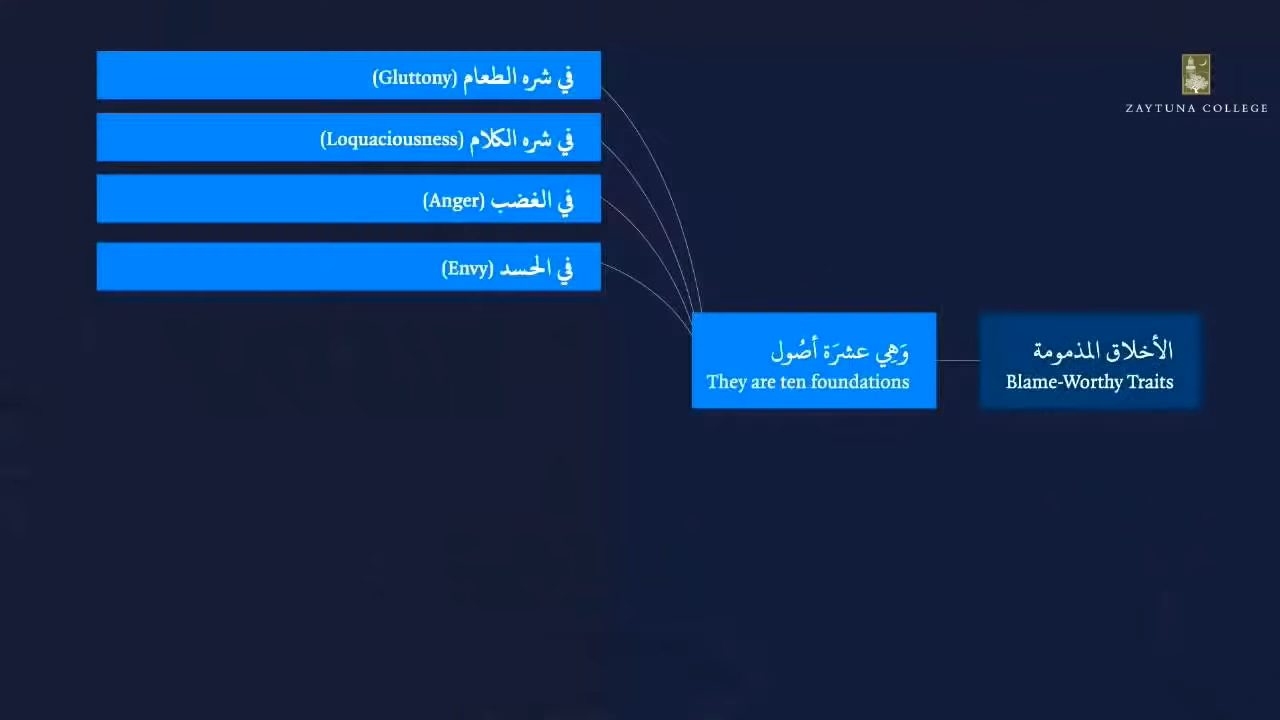 في شره الطعام (Gluttony)
في شره الكلام (Loquaciousness)
في الغضب (Anger)
في الحسد (Envy)
وَهِي عشرَة أصُول
They are ten foundations
الأخلاق المذمومة
Blame-Worthy Traits
ZAYTUNA COLLEGE